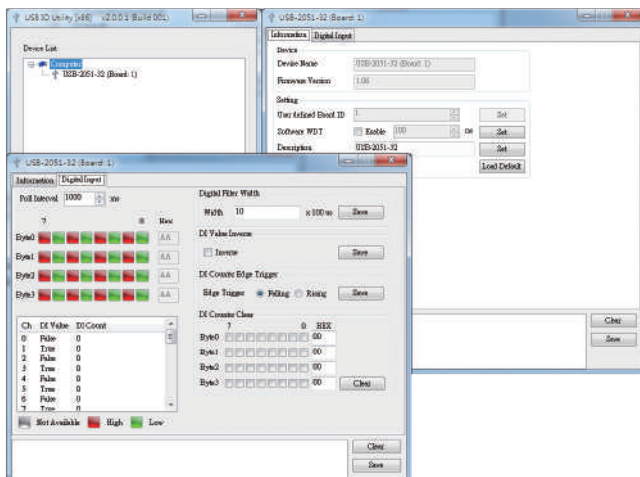 USB IO Utility [x86] v2.0.0.1 (Build 001)
Device List
Computer
USB-2051-32 (Board: 1)
USB-2051-32 (Board: 1)
Information Digital Input
Device
Device Name USB-2051-32 (Board: 1)
Firmware Version 1.06
Setting
User defined Board ID 1 Set
Software WDT Enable 100 ms Set
Description USB-2051-32 Set
Load Default
Clear
Save
USB-2051-32 (Board: 1)
Information Digital Input
Poll Interval 1000 ms
7 0 Hex
Byte0 AA
Byte1 AA
Byte2 AA
Byte3 AA
Ch DI Value DI Count
0 False 0
1 True 0
2 False 0
3 True 0
4 False 0
5 True 0
6 False 0
7 True 0
Not Available High Low
Digital Filter Width
Width 10 x 100 us Save
DI Value Inverse
Inverse Save
DI Counter Edge Trigger
Edge Trigger Falling Rising Save
DI Counter Clear
7 0 HEX
Byte0 00
Byte1 00
Byte2 00
Byte3 00 Clear
Clear
Save